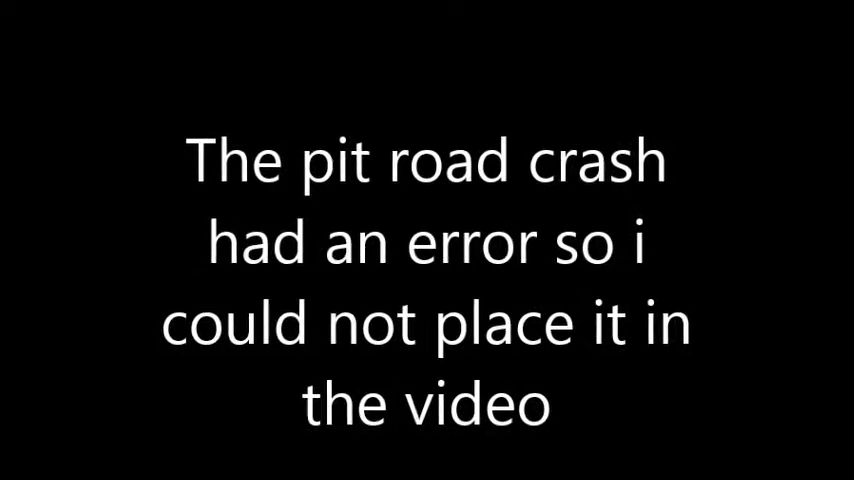 The pit road crash
had an error so i
could not place it in
the video